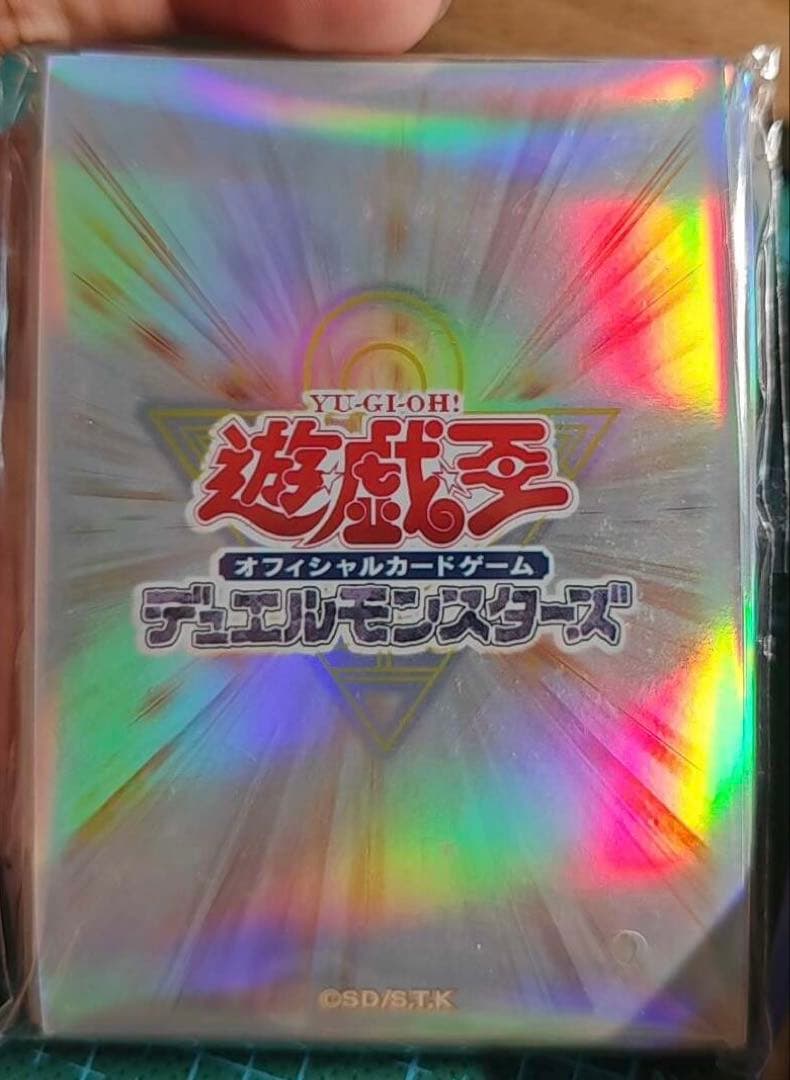 YU-GI-OH!
遊戯王
オフィシャルカードゲーム
デュエルモンスターズ
©SD/S,T,K